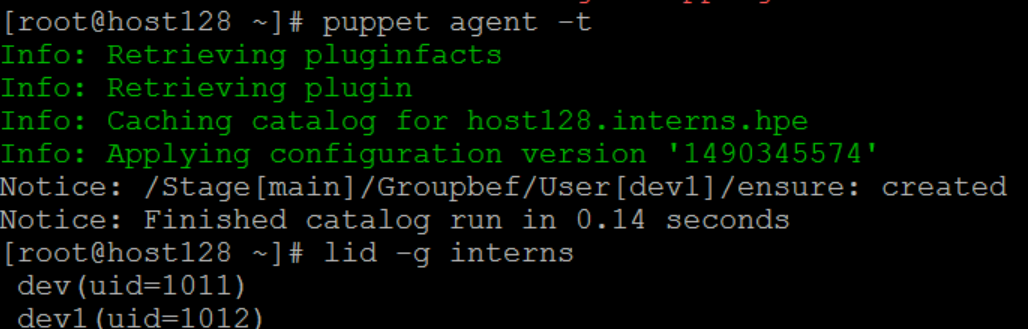 [root@host128 ~]# puppet agent -t
Info: Retrieving pluginfacts
Info: Retrieving plugin
Info: Caching catalog for host128.interns.hpe
Info: Applying configuration version '1490345574'
Notice: /Stage[main]/Groupbef/User[dev1]/ensure: created
Notice: Finished catalog run in 0.14 seconds
[root@host128 ~]# lid -g interns
 dev(uid=1011)
 dev1(uid=1012)